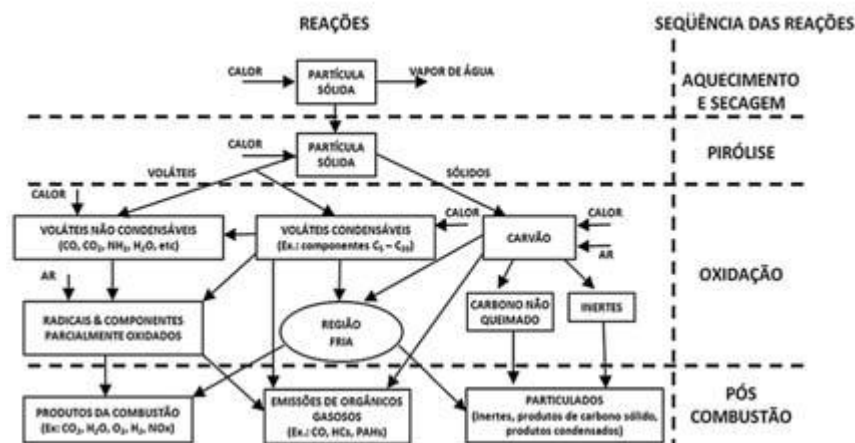 REAÇÕES
SEQÜÊNCIA DAS REAÇÕES
CALOR
PARTÍCULA
SÓLIDA
VAPOR DE ÁGUA
AQUECIMENTO
E SECAGEM
CALOR
PARTÍCULA
SÓLIDA
PIRÓLISE
VOLÁTEIS
SÓLIDOS
CALOR
VOLÁTEIS NÃO CONDENSÁVEIS
(CO, CO₂, NH₃, H₂O, etc)
VOLÁTEIS CONDENSÁVEIS
(Ex.: componentes C₅ – C₂₀)
CALOR
CARVÃO
CALOR
AR
OXIDAÇÃO
AR
RADICAIS & COMPONENTES
PARCIALMENTE OXIDADOS
REGIÃO
FRIA
CARBONO NÃO
QUEIMADO
INERTES
PRODUTOS DA COMBUSTÃO
(Ex: CO₂, H₂O, O₂, H₂, NOx)
EMISSÕES DE ORGÂNICOS
GASOSOS
(Ex.: CO, HCs, PAHs)
PARTICULADOS
(Inertes, produtos de carbono sólido,
produtos condensados)
PÓS
COMBUSTÃO